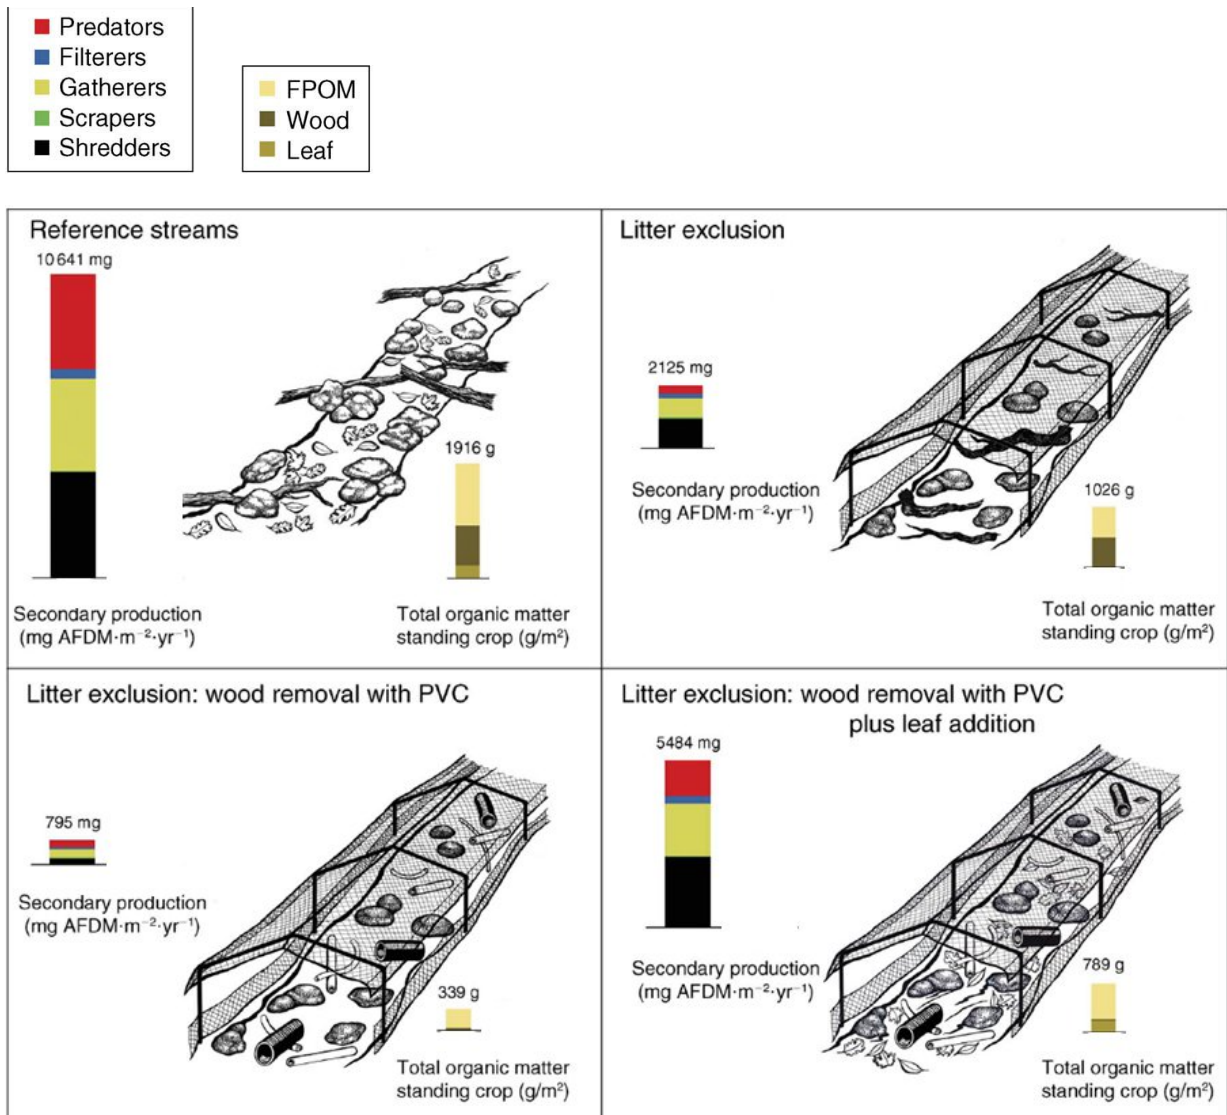 Predators
Filterers
Gatherers
Scrapers
Shredders
FPOM
Wood
Leaf
Reference streams
10 641 mg
1916 g
Secondary production
(mg AFDM·m⁻²·yr⁻¹)
Total organic matter
standing crop (g/m²)
Litter exclusion
2125 mg
Secondary production
(mg AFDM·m⁻²·yr⁻¹)
1026 g
Total organic matter
standing crop (g/m²)
Litter exclusion: wood removal with PVC
795 mg
Secondary production
(mg AFDM·m⁻²·yr⁻¹)
339 g
Total organic matter
standing crop (g/m²)
Litter exclusion: wood removal with PVC
plus leaf addition
5484 mg
Secondary production
(mg AFDM·m⁻²·yr⁻¹)
789 g
Total organic matter
standing crop (g/m²)